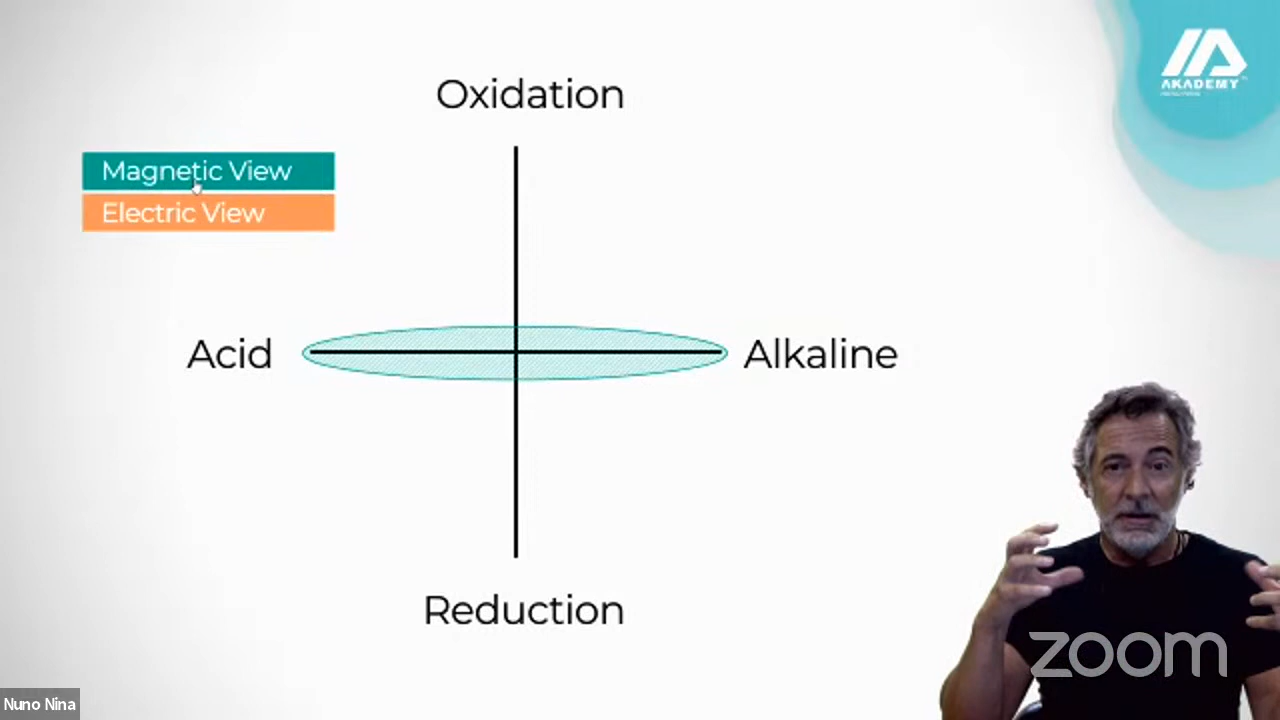 Oxidation
AKADEMY
Magnetic View
Electric View
Acid
Alkaline
Reduction
zoom
Nuno Nina